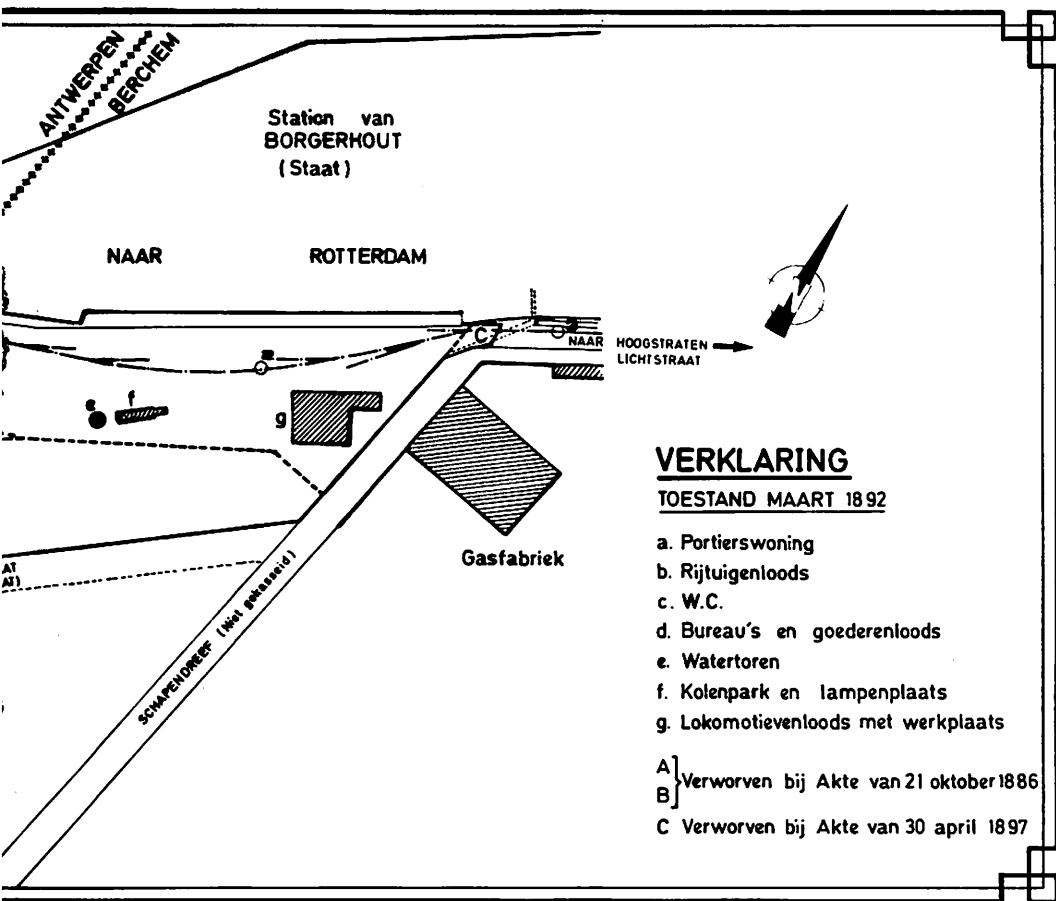 ANTWERPEN
BERCHEM
Station van
BORGERHOUT
(Staat)
NAAR ROTTERDAM
C
NAAR HOOGSTRATEN
LICHTSTRAAT
e
f
g
Gasfabriek
AT
AT)
SCHAPENDREEF (Niet gekasseid)
VERKLARING
TOESTAND MAART 1892
a. Portierswoning
b. Rijtuigenloods
c. W.C.
d. Bureau's en goederenloods
e. Watertoren
f. Kolenpark en lampenplaats
g. Lokomotievenloods met werkplaats
A
B
Verworven bij Akte van 21 oktober 1886
C Verworven bij Akte van 30 april 1897